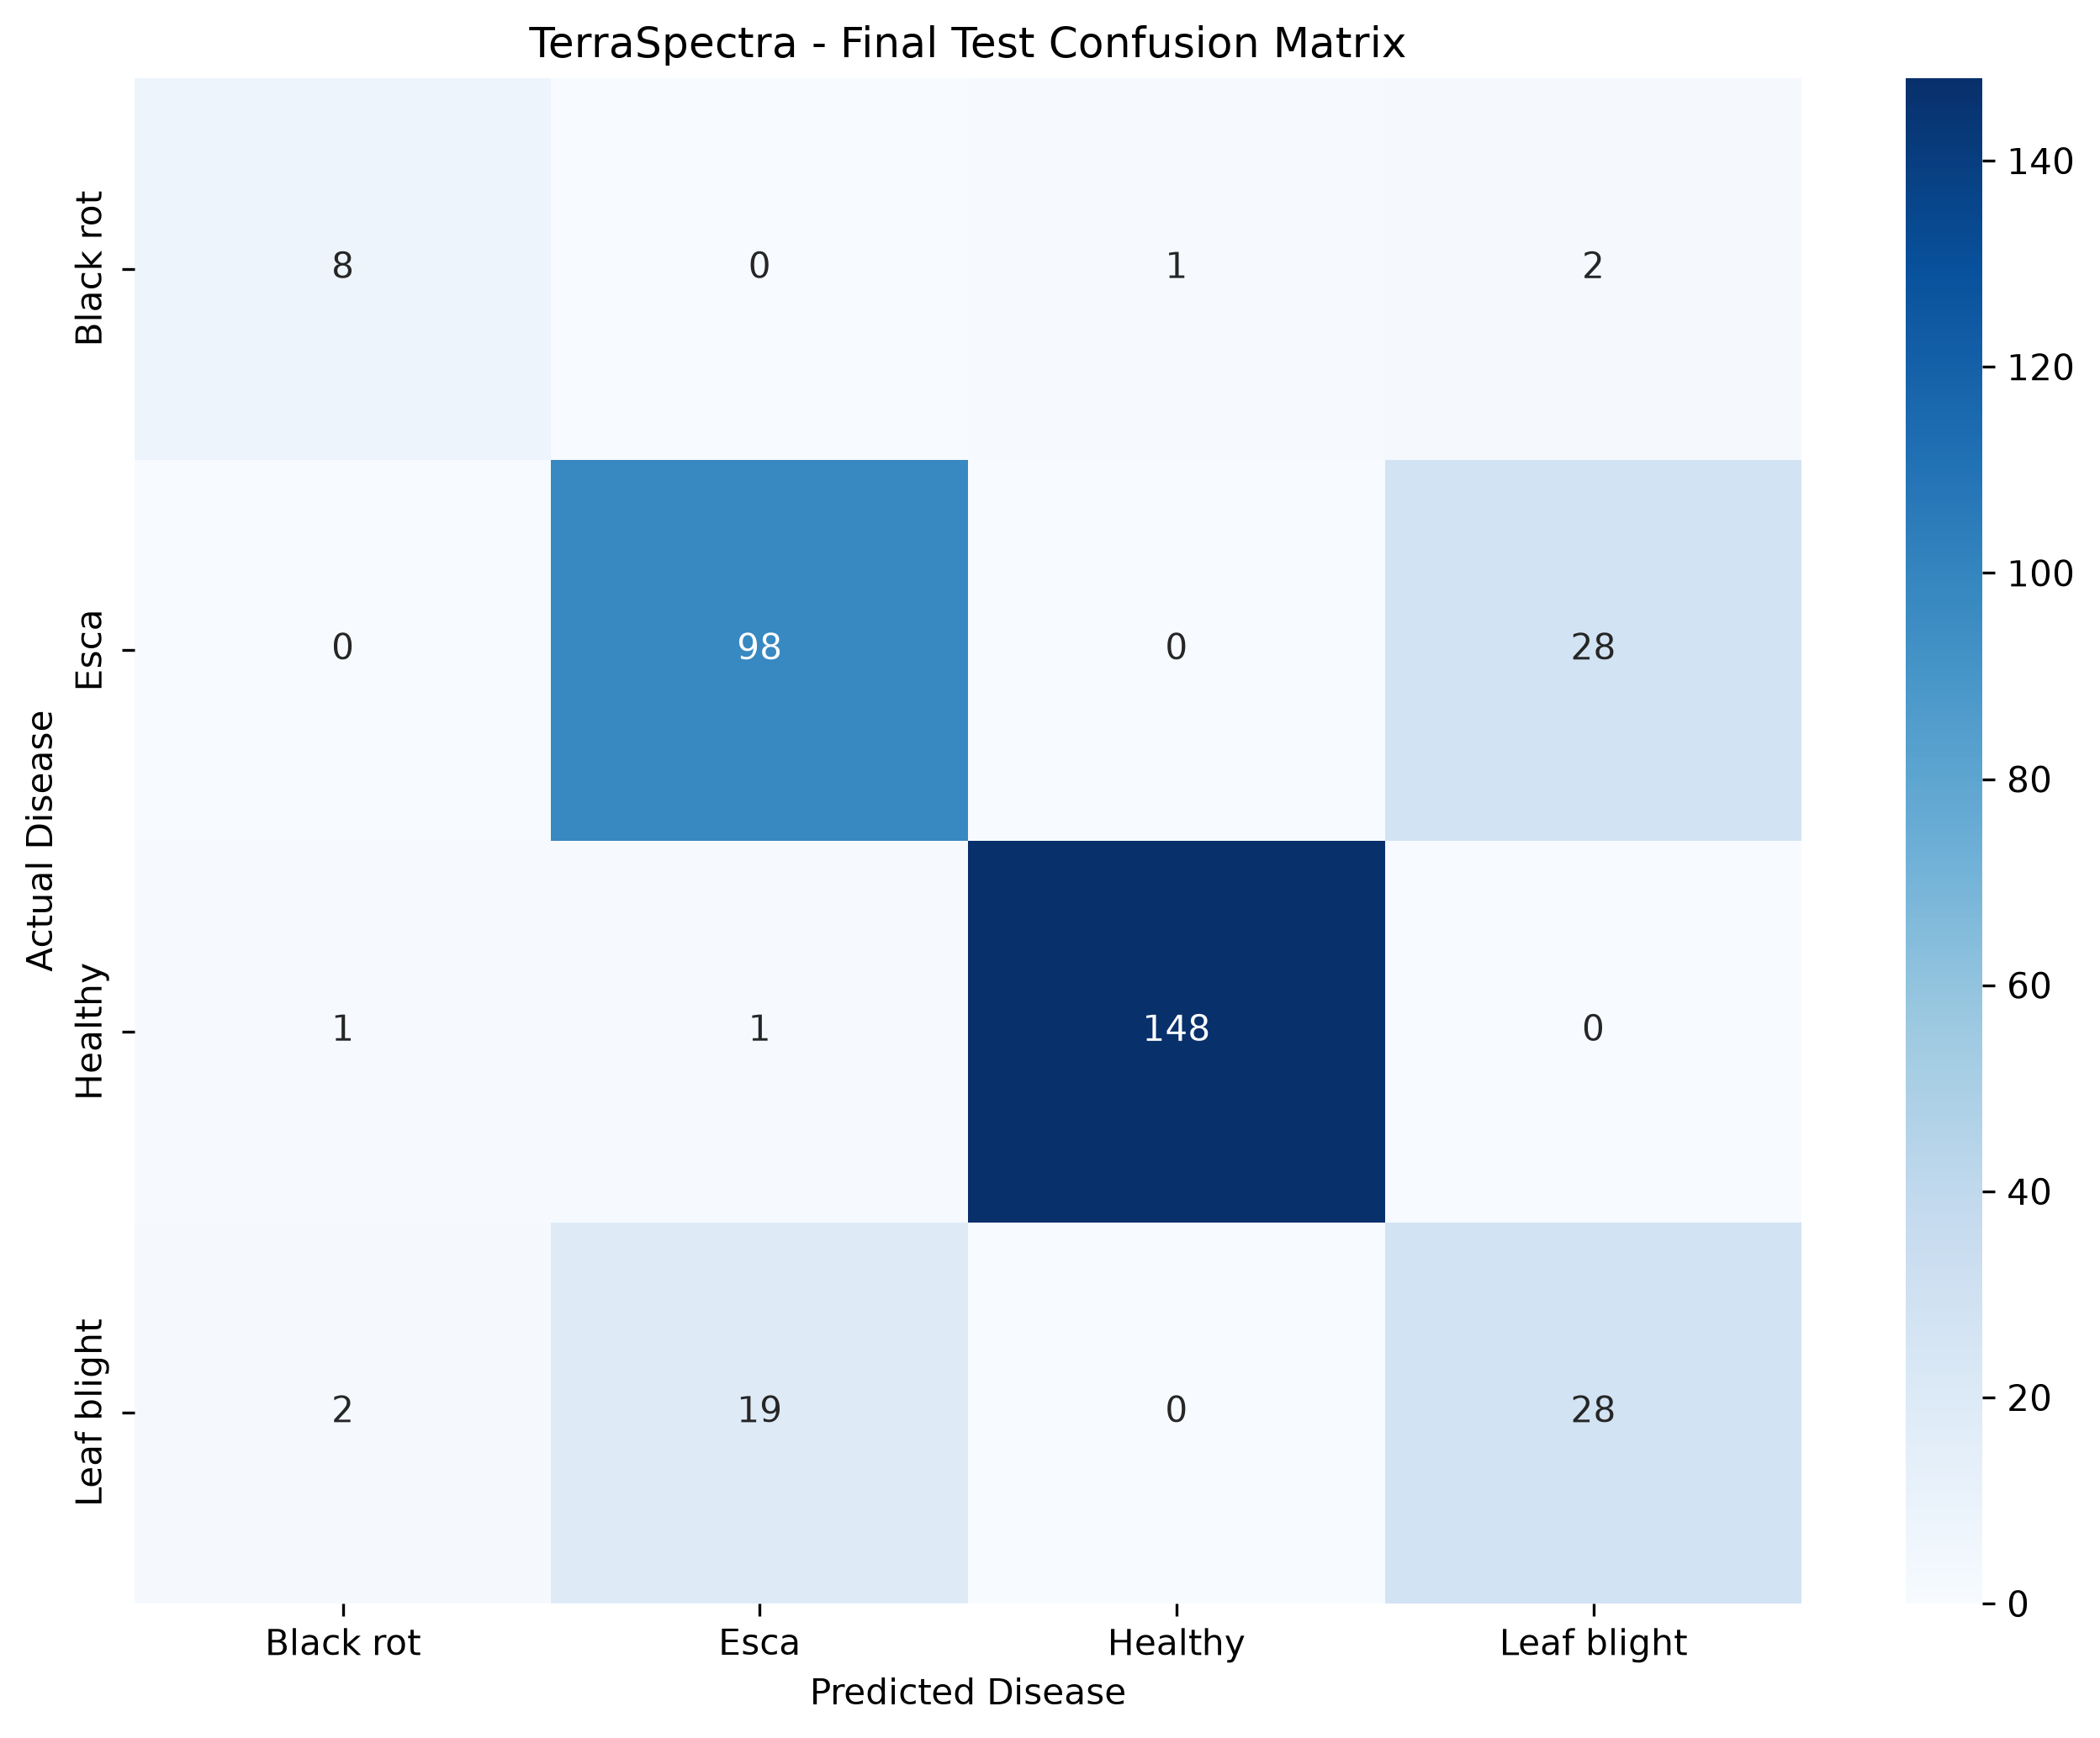 TerraSpectra - Final Test Confusion Matrix
Actual Disease
Black rot
8 0 1 2
Esca
0 98 0 28
Healthy
1 1 148 0
Leaf blight
2 19 0 28
Black rot Esca Healthy Leaf blight
Predicted Disease
140
120
100
80
60
40
20
0